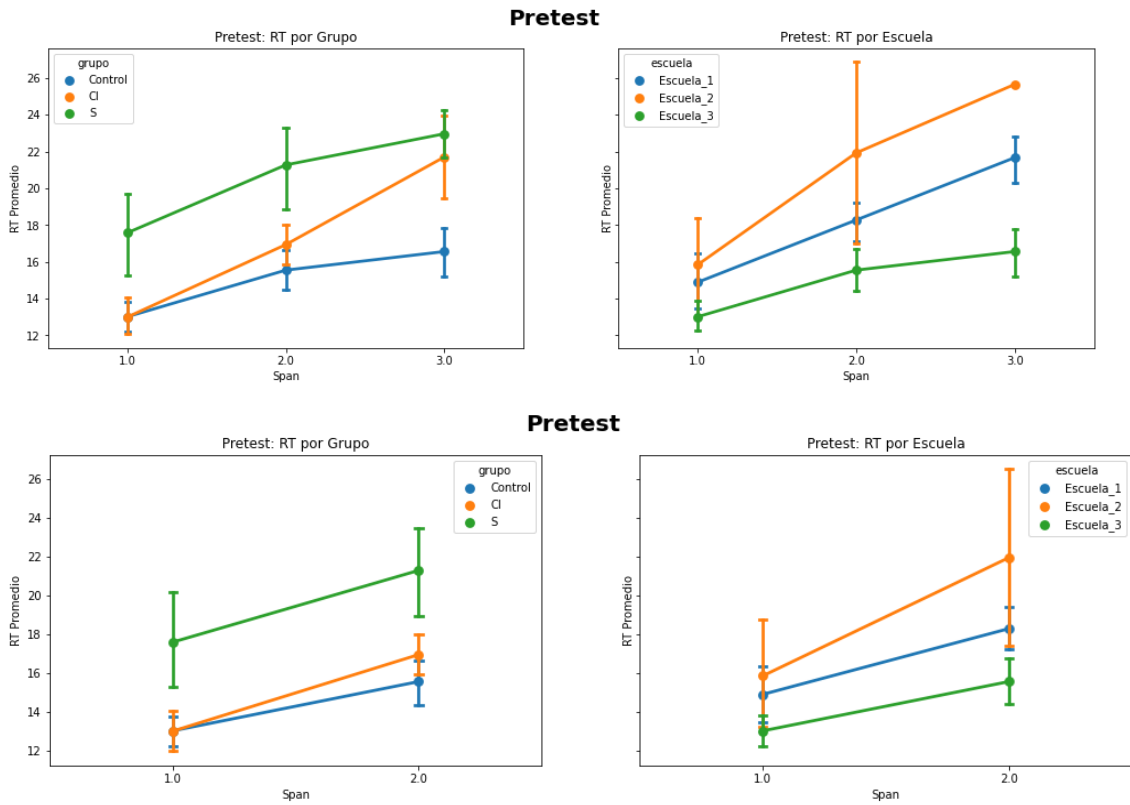 Pretest
Pretest: RT por Grupo
grupo
Control
CI
S
RT Promedio
26
24
22
20
18
16
14
12
1.0
2.0
3.0
Span
Pretest: RT por Escuela
escuela
Escuela_1
Escuela_2
Escuela_3
RT Promedio
1.0
2.0
3.0
Span
Pretest
Pretest: RT por Grupo
grupo
Control
CI
S
RT Promedio
26
24
22
20
18
16
14
12
1.0
2.0
Span
Pretest: RT por Escuela
escuela
Escuela_1
Escuela_2
Escuela_3
RT Promedio
1.0
2.0
Span